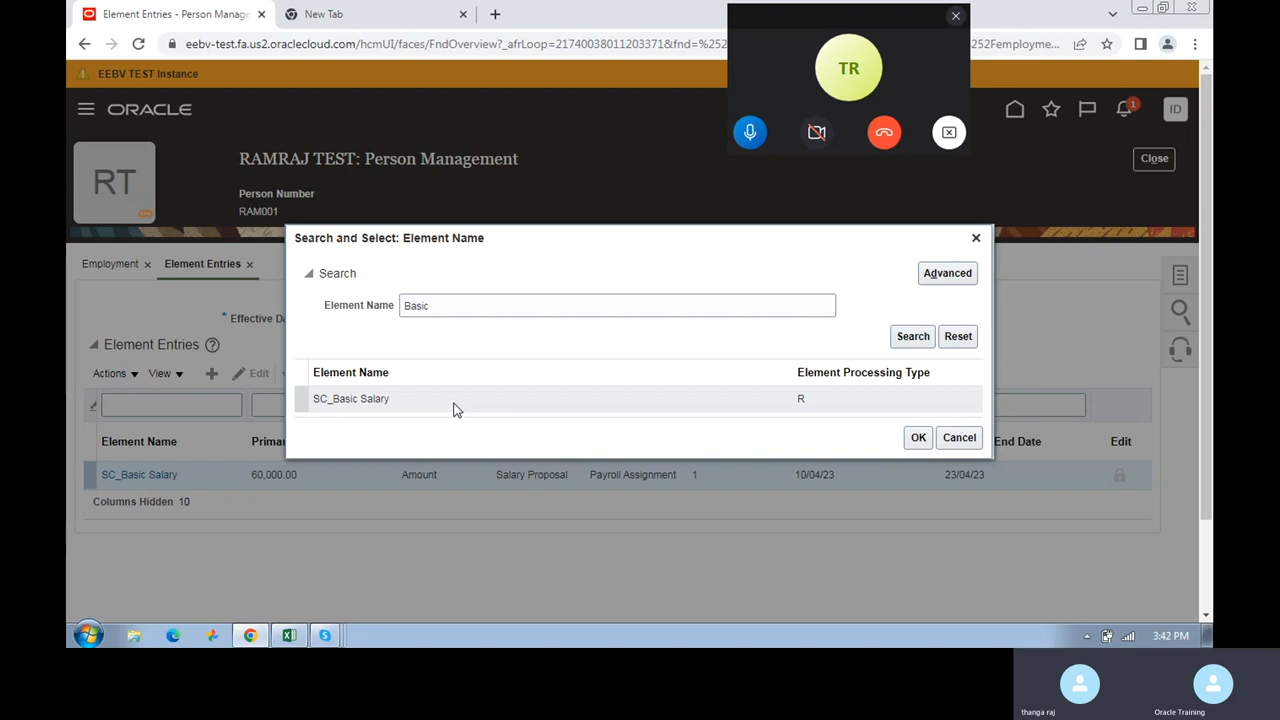 Element Entries - Person Manage
New Tab
eebv-test.fa.us2.oraclecloud.com/hcmUI/faces/FndOverview?_afrLoop=21740038011203371&fnd=%25
252Femployme...
EEBV TEST Instance
TR
ORACLE
1
ID
RT
RAMRAJ TEST: Person Management
Close
Person Number
RAM001
Search and Select: Element Name
Employment
Element Entries
Search
Advanced
Element Name
Basic
* Effective Da
Search
Reset
Element Entries
Actions
View
Edit
Element Name
Element Processing Type
SC_Basic Salary
R
OK
Cancel
Element Name
Primar
End Date
Edit
SC_Basic Salary
60,000.00
Amount
Salary Proposal
Payroll Assignment
1
10/04/23
23/04/23
Columns Hidden 10
3:42 PM
thanga raj
Oracle Training